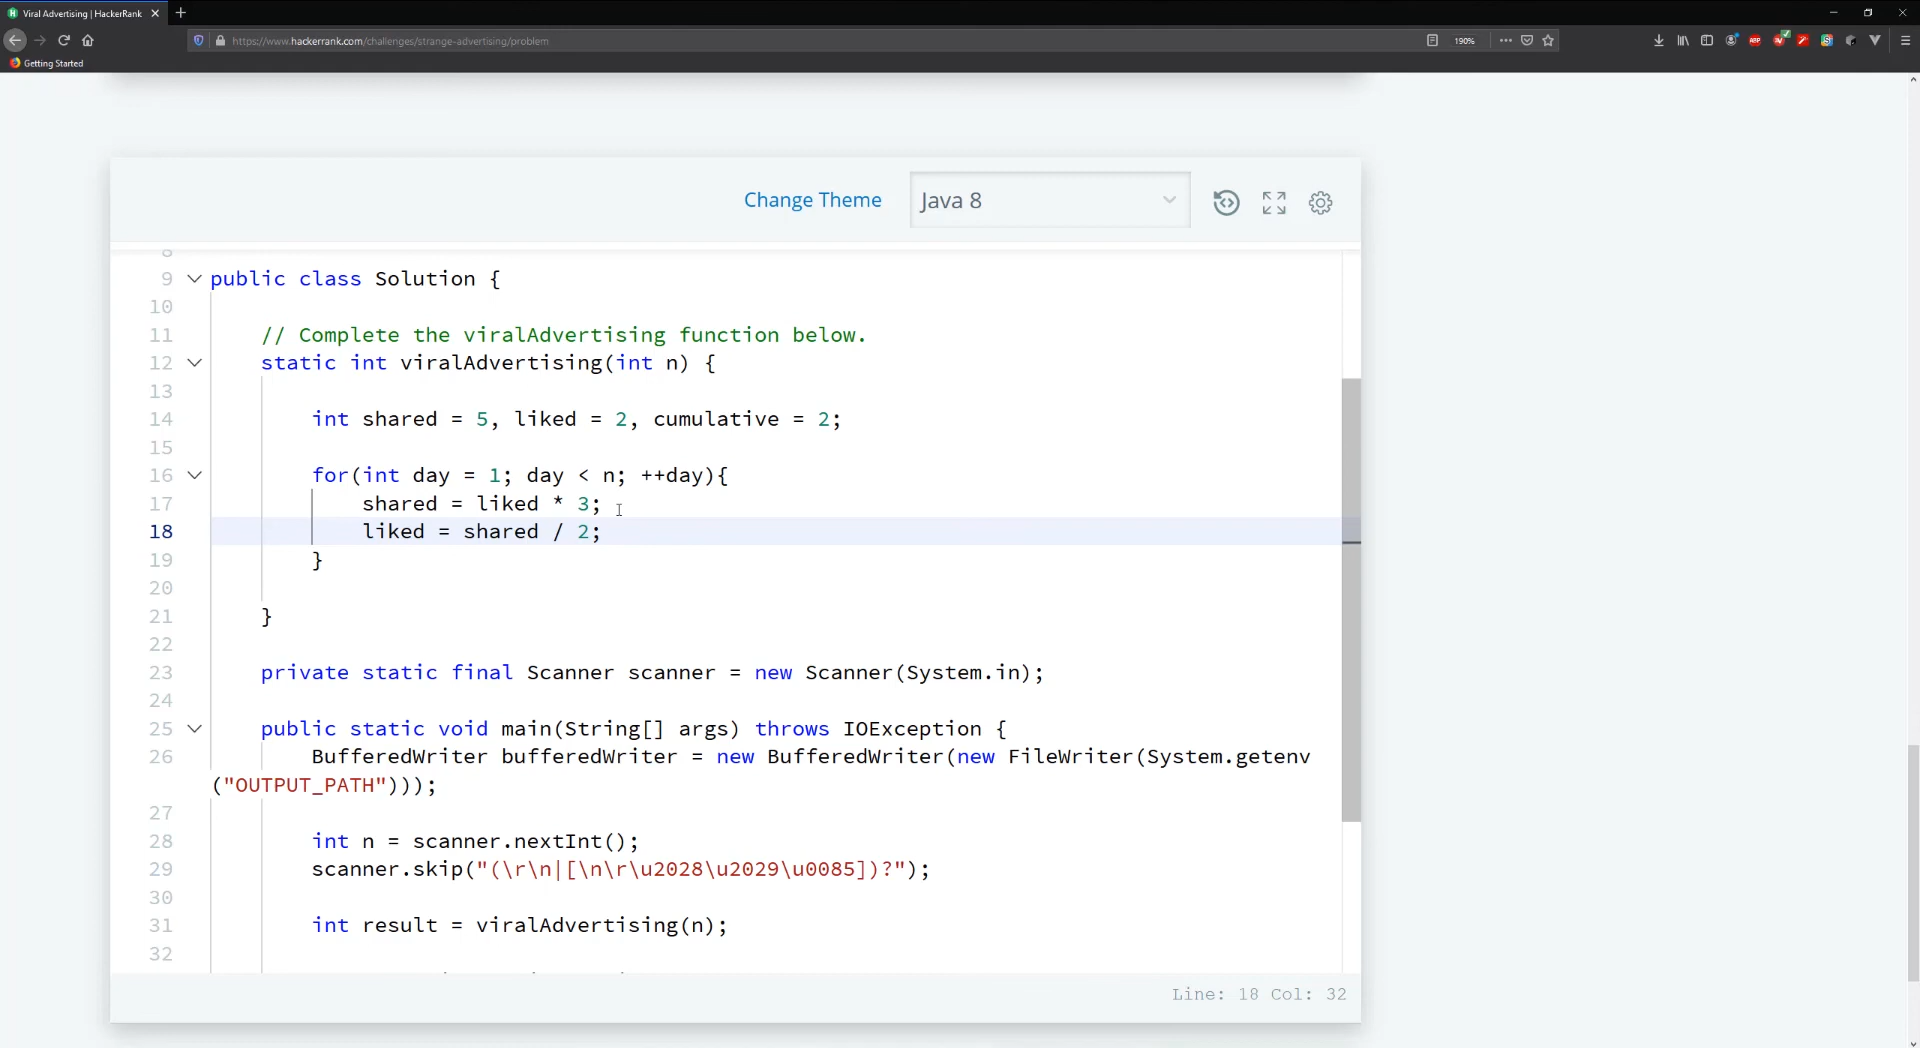 Viral Advertising | HackerRank
https://www.hackerrank.com/challenges/strange-advertising/problem
190%
ABP
Getting Started
Change Theme
Java 8
8
9 public class Solution {
10
11 // Complete the viralAdvertising function below.
12 static int viralAdvertising(int n) {
13
14 int shared = 5, liked = 2, cumulative = 2;
15
16 for(int day = 1; day < n; ++day){
17 shared = liked * 3;
18 liked = shared / 2;
19 }
20
21 }
22
23 private static final Scanner scanner = new Scanner(System.in);
24
25 public static void main(String[] args) throws IOException {
26 BufferedWriter bufferedWriter = new BufferedWriter(new FileWriter(System.getenv
("OUTPUT_PATH")));
27
28 int n = scanner.nextInt();
29 scanner.skip("(\r\n|[\n\r\u2028\u2029\u0085])?");
30
31 int result = viralAdvertising(n);
32
Line: 18 Col: 32